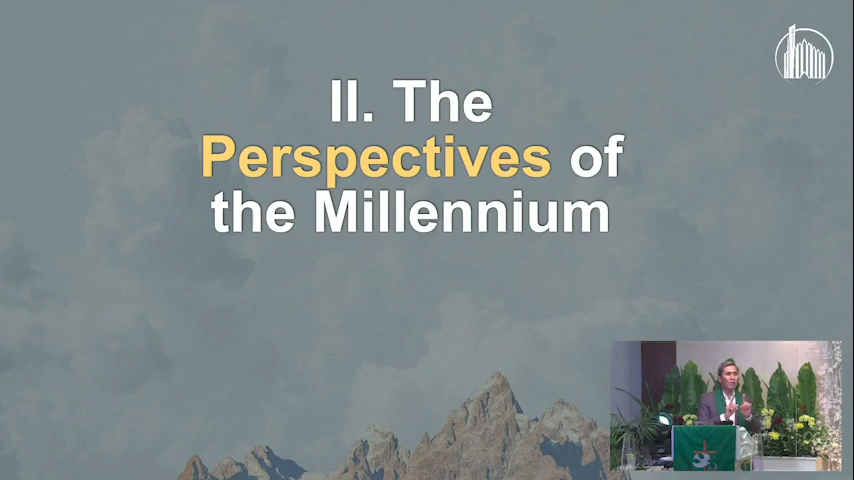 II. The
Perspectives of
the Millennium